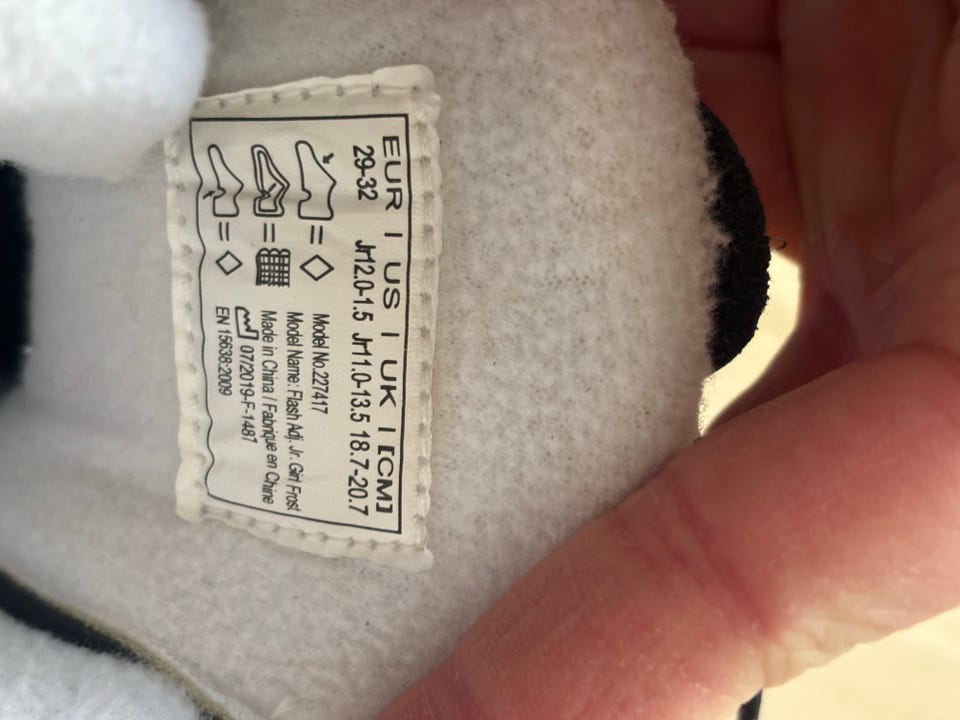 EUR | US | UK | [CM]
29-32 Jr12.0-1.5 Jr11.0-13.5 18.7-20.7
Model No.227417
Model Name: Flash Adj. Jr. Girl Frost
Made in China / Fabrique en Chine
07/2019-F-1487
EN 15638:2009